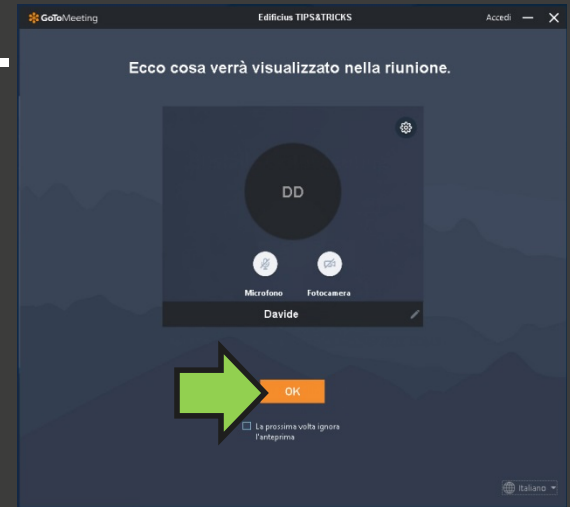 GoToMeeting
Edificius TIPS&TRICKS
Accedi
Ecco cosa verrà visualizzato nella riunione.
DD
Microfono
Fotocamera
Davide
OK
La prossima volta ignora
l'anteprima
Italiano